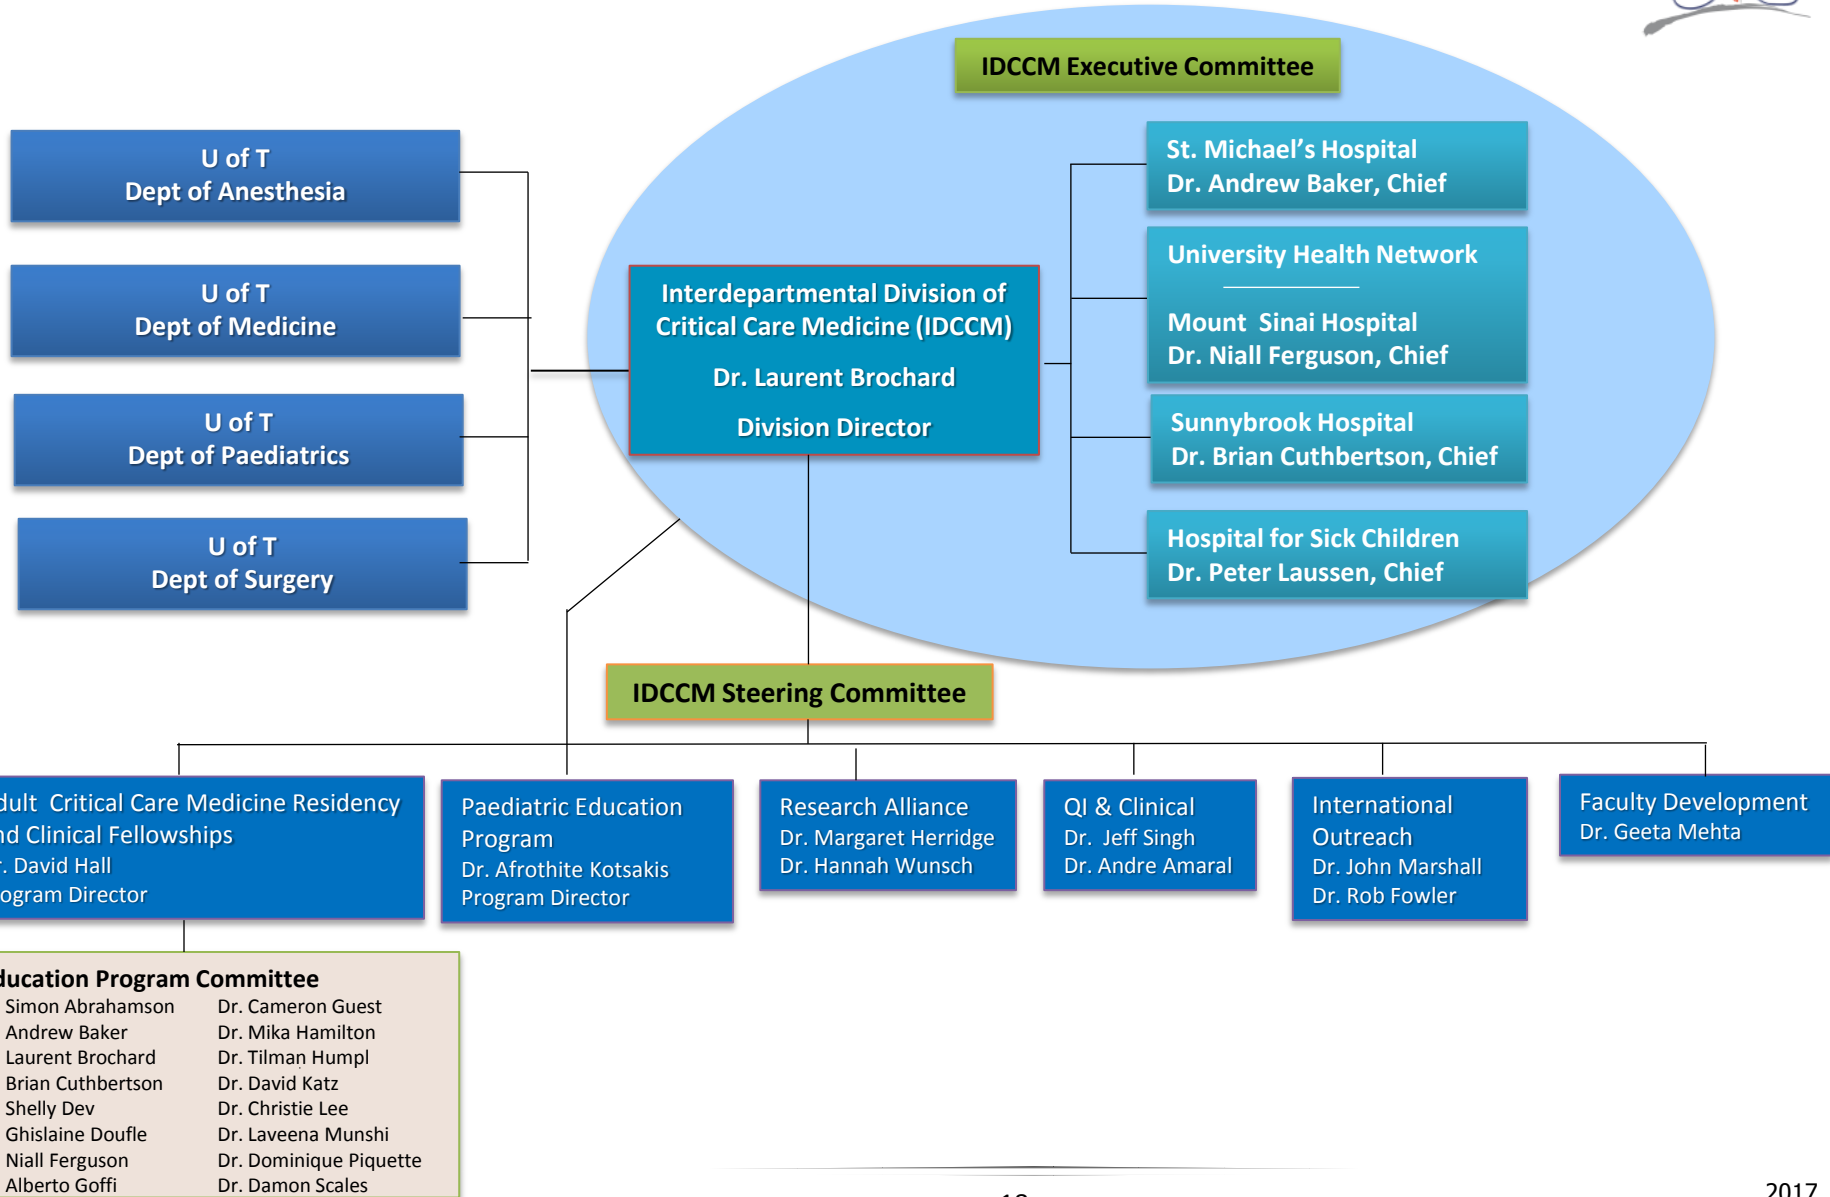 IDCCM Executive Committee
U of T
Dept of Anesthesia
U of T
Dept of Medicine
U of T
Dept of Paediatrics
U of T
Dept of Surgery
Interdepartmental Division of
Critical Care Medicine (IDCCM)
Dr. Laurent Brochard
Division Director
St. Michael’s Hospital
Dr. Andrew Baker, Chief
University Health Network
Mount Sinai Hospital
Dr. Niall Ferguson, Chief
Sunnybrook Hospital
Dr. Brian Cuthbertson, Chief
Hospital for Sick Children
Dr. Peter Laussen, Chief
IDCCM Steering Committee
dult Critical Care Medicine Residency
nd Clinical Fellowships
r. David Hall
ogram Director
Paediatric Education
Program
Dr. Afrothite Kotsakis
Program Director
Research Alliance
Dr. Margaret Herridge
Dr. Hannah Wunsch
QI & Clinical
Dr. Jeff Singh
Dr. Andre Amaral
International
Outreach
Dr. John Marshall
Dr. Rob Fowler
Faculty Development
Dr. Geeta Mehta
ducation Program Committee
Simon Abrahamson Dr. Cameron Guest
Andrew Baker Dr. Mika Hamilton
Laurent Brochard Dr. Tilman Humpl
Brian Cuthbertson Dr. David Katz
Shelly Dev Dr. Christie Lee
Ghislaine Doufle Dr. Laveena Munshi
Niall Ferguson Dr. Dominique Piquette
Alberto Goffi Dr. Damon Scales
2017